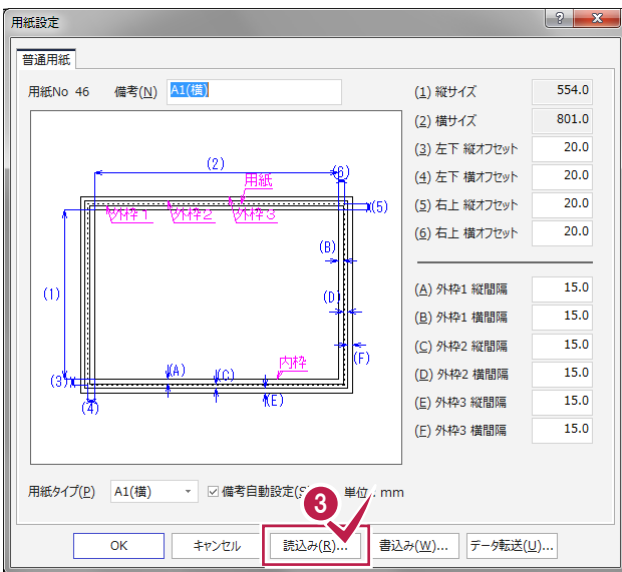 用紙設定
普通用紙
用紙No 46 備考(N) A1(横)
(1) 縦サイズ 554.0
(2) 横サイズ 801.0
(3) 左下 縦オフセット 20.0
(4) 左下 横オフセット 20.0
(5) 右上 縦オフセット 20.0
(6) 右上 横オフセット 20.0
(A) 外枠1 縦間隔 15.0
(B) 外枠1 横間隔 15.0
(C) 外枠2 縦間隔 15.0
(D) 外枠2 横間隔 15.0
(E) 外枠3 縦間隔 15.0
(F) 外枠3 横間隔 15.0
(2)
(6)
用紙
(5)
外枠1 外枠2 外枠3
(B)
(1)
(D)
内枠
(F)
(3)
(A)
(C)
(4)
(E)
用紙タイプ(P) A1(横) 備考自動設定(S) 単位: mm
3
OK キャンセル 読込み(R)... 書込み(W)... データ転送(U)...